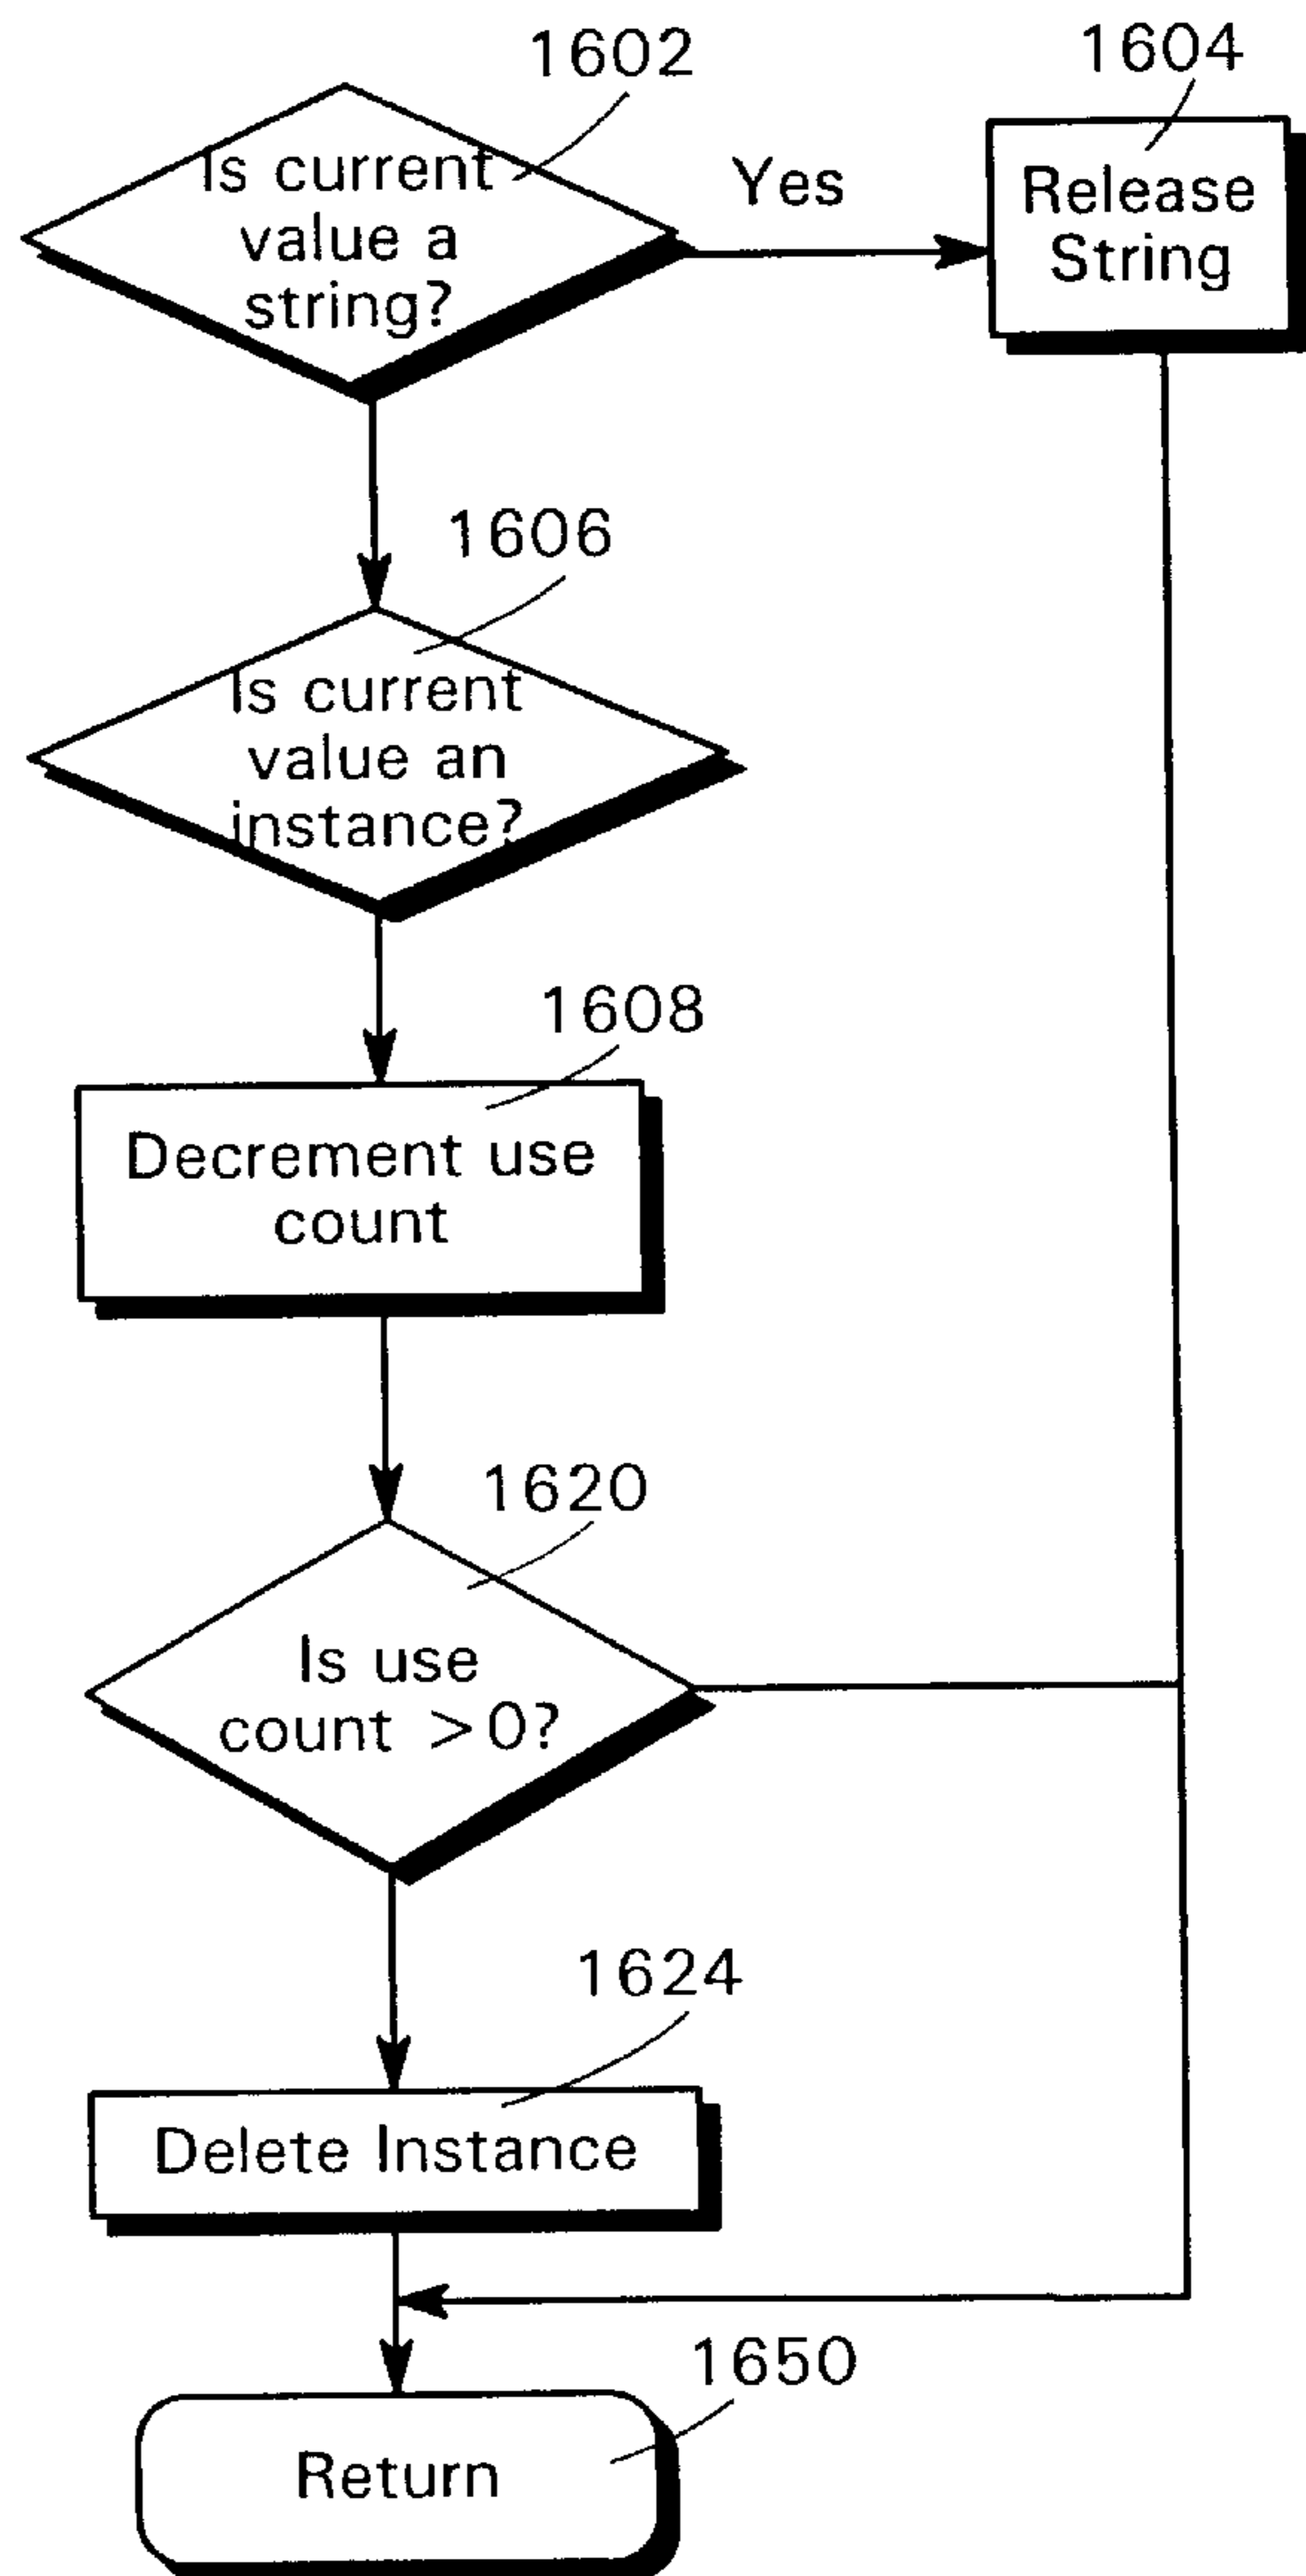 1602
Is current
value a
string?
Yes
1604
Release
String
1606
Is current
value an
instance?
1608
Decrement use
count
1620
Is use
count >0?
1624
Delete Instance
1650
Return